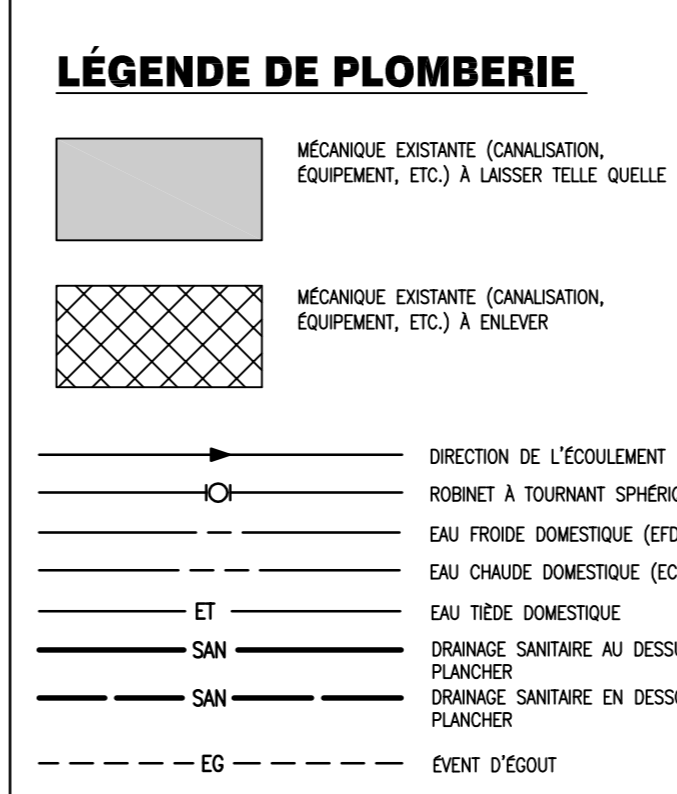 LÉGENDE DE PLOMBERIE
MÉCANIQUE EXISTANTE (CANALISATION,
ÉQUIPEMENT, ETC.) À LAISSER TELLE QUELLE
MÉCANIQUE EXISTANTE (CANALISATION,
ÉQUIPEMENT, ETC.) À ENLEVER
DIRECTION DE L'ÉCOULEMENT
ROBINET À TOURNANT
EAU FROIDE DOMESTIQUE (EFD
EAU CHAUDE DOMESTIQUE (EC
ET EAU TIÈDE DOMESTIQUE
SAN DRAINAGE SANITAIRE AU
PLANCHER
SAN DRAINAGE SANITAIRE EN
PLANCHER
EG ÉVENT D'ÉGOUT